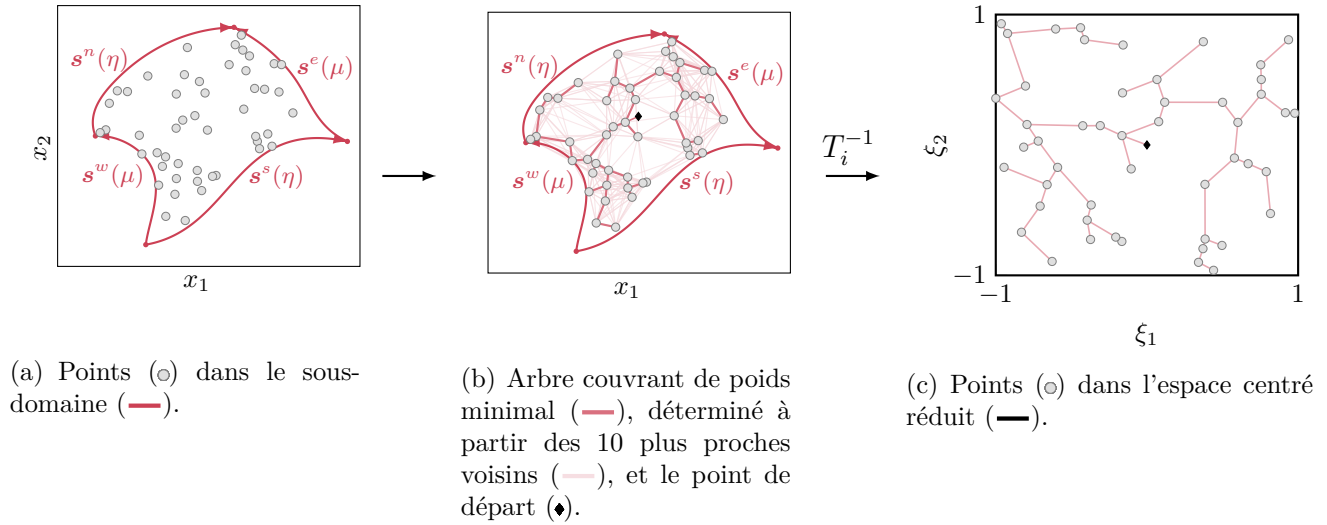 s^n(η)
s^e(μ)
s^w(μ)
s^s(η)
x_2
x_1
s^n(η)
s^e(μ)
s^w(μ)
s^s(η)
x_1
T_i^{-1}
1
ξ_2
−1
−1
1
ξ_1
(a) Points () dans le sous-
domaine ().
(b) Arbre couvrant de poids
minimal (), déterminé à
partir des 10 plus proches
voisins (), et le point de
départ (♦).
(c) Points () dans l'espace centré
réduit ().